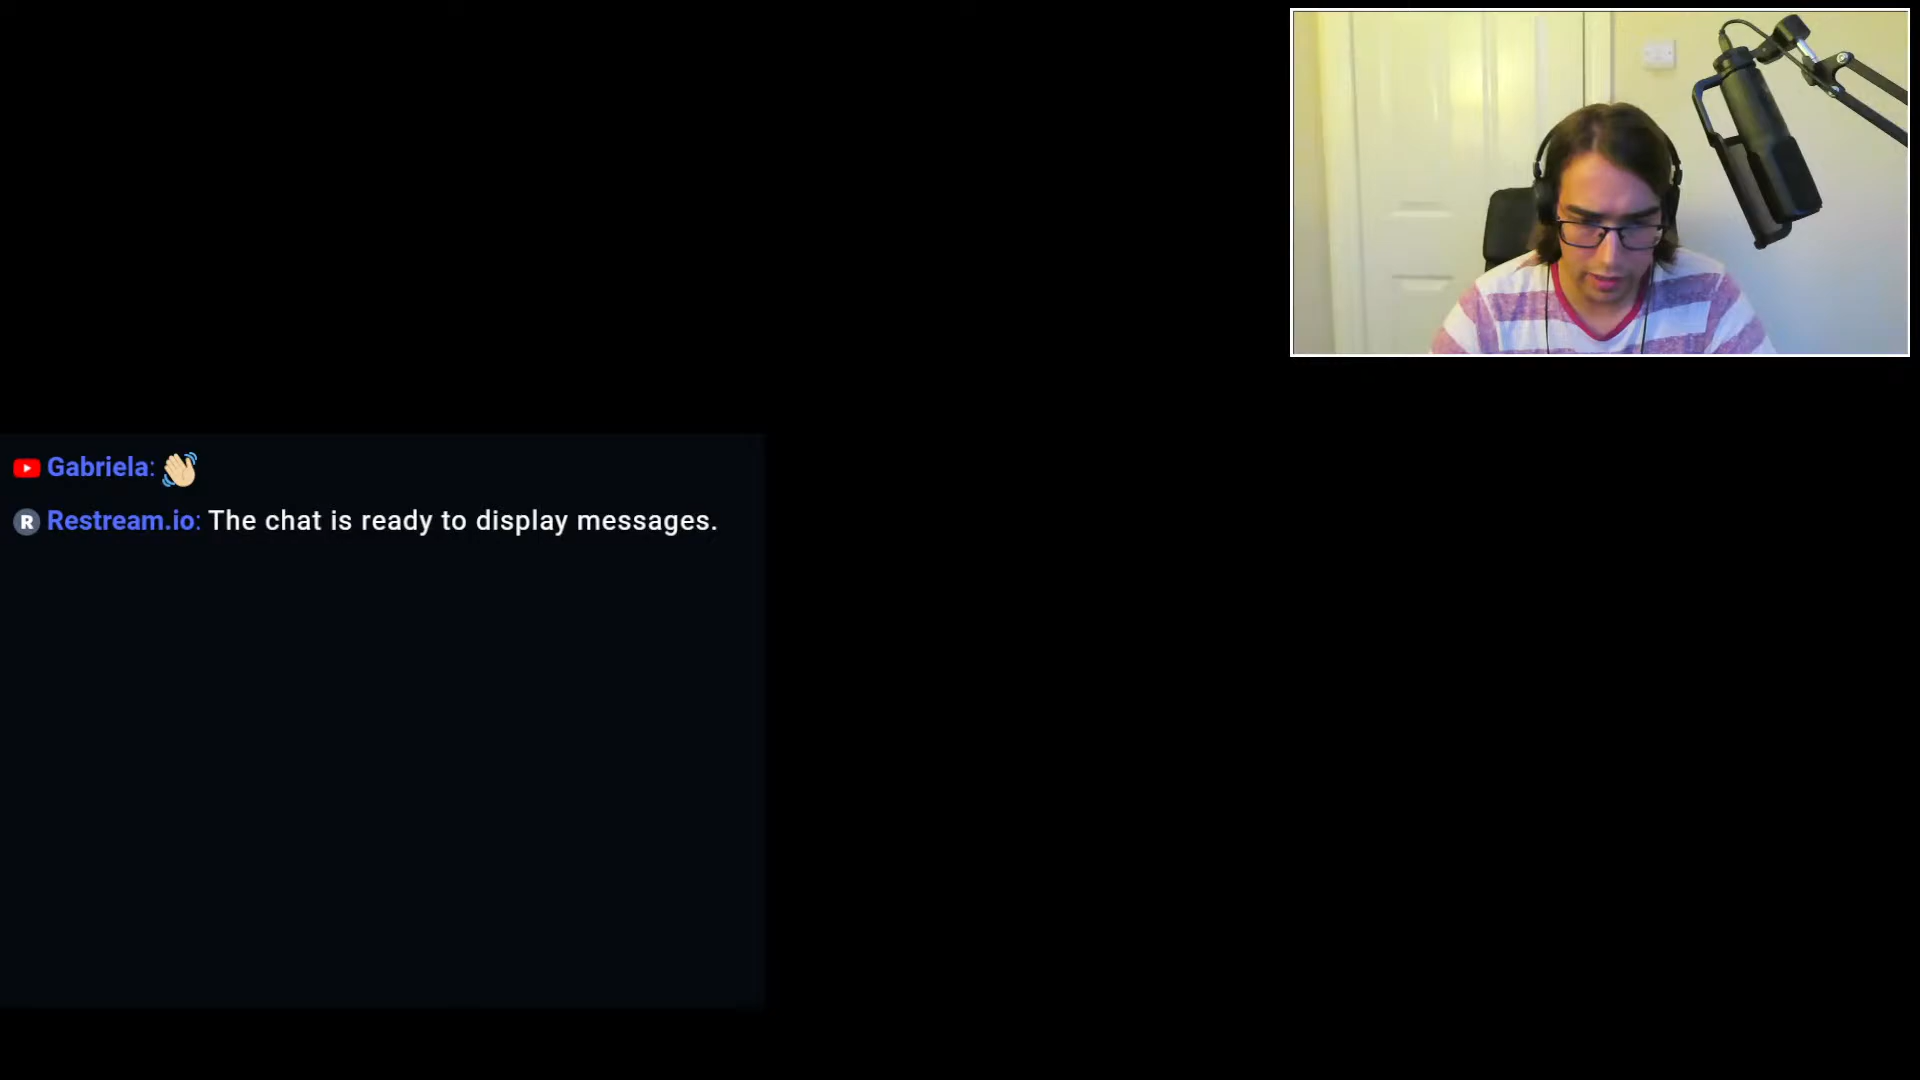 Gabriela: 👋🏼
R Restream.io: The chat is ready to display messages.